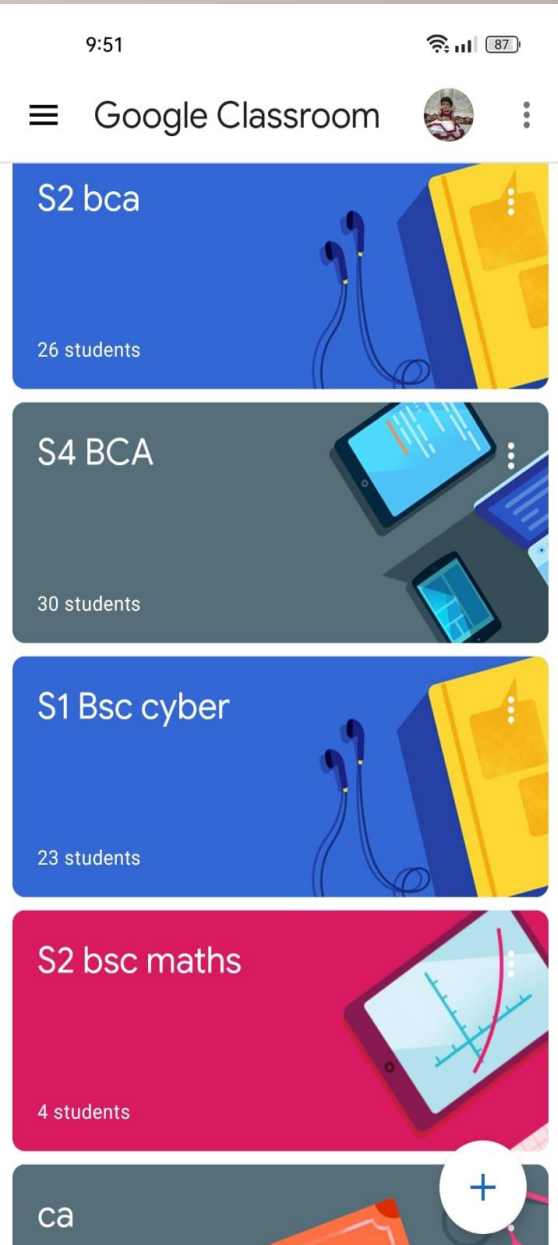 9:51
87
Google Classroom
S2 bca
26 students
S4 BCA
30 students
S1 Bsc cyber
23 students
S2 bsc maths
4 students
ca